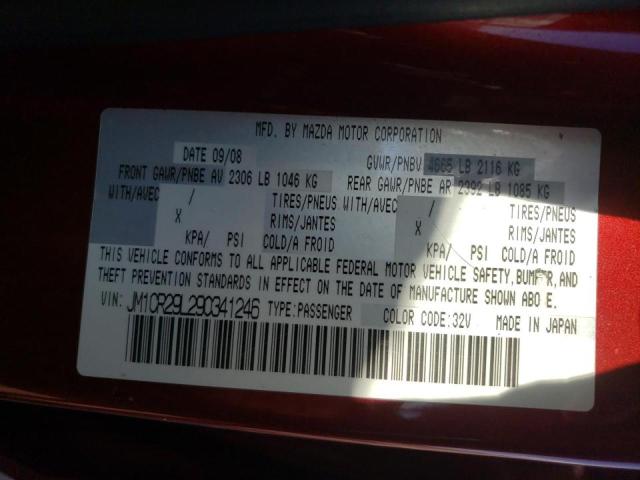 MFD. BY MAZDA MOTOR CORPORATION
DATE 09/08 GVWR/PNBV 4665 LB 2116 KG
FRONT GAWR/PNBE AV 2306 LB 1046 KG REAR GAWR/PNBE AR 2392 LB 1085 KG
WITH/AVEC / TIRES/PNEUS WITH/AVEC / TIRES/PNEUS
X RIMS/JANTES X RIMS/JANTES
KPA/ PSI COLD/A FROID KPA/ PSI COLD/A FROID
THIS VEHICLE CONFORMS TO ALL APPLICABLE FEDERAL MOTOR VEHICLE SAFETY, AND
THEFT PREVENTION STANDARDS IN EFFECT ON THE DATE OF MANUFACTURE SHOWN ABO E.
VIN: JM1CR29L290341246 TYPE:PASSENGER COLOR CODE:32V MADE IN JAPAN